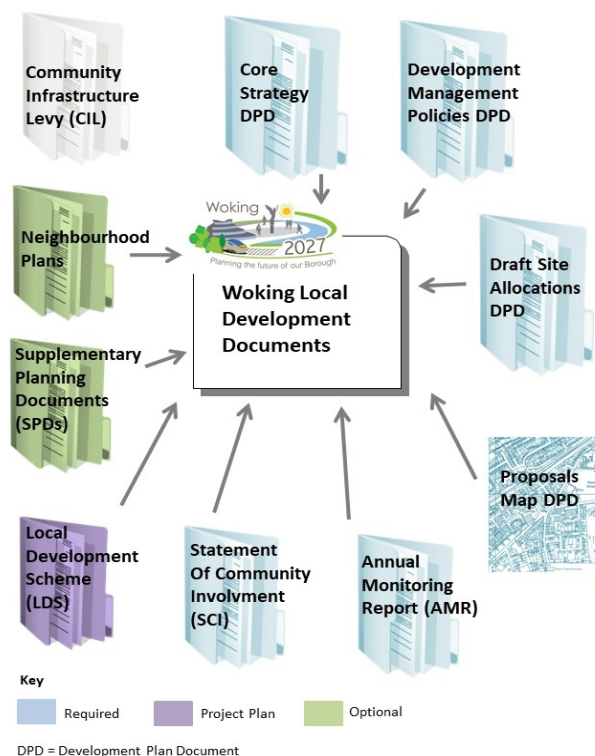 Community
Infrastructure
Levy (CIL)
Core
Strategy
DPD
Development
Management
Policies DPD
Neighbourhood
Plans
Woking
2027
Planning the future of our Borough
Woking Local
Development
Documents
Draft Site
Allocations
DPD
Supplementary
Planning
Documents
(SPDs)
Proposals
Map DPD
Local
Development
Scheme
(LDS)
Statement
Of Community
Involvment
(SCI)
Annual
Monitoring
Report (AMR)
Key
Required
Project Plan
Optional
DPD = Development Plan Document